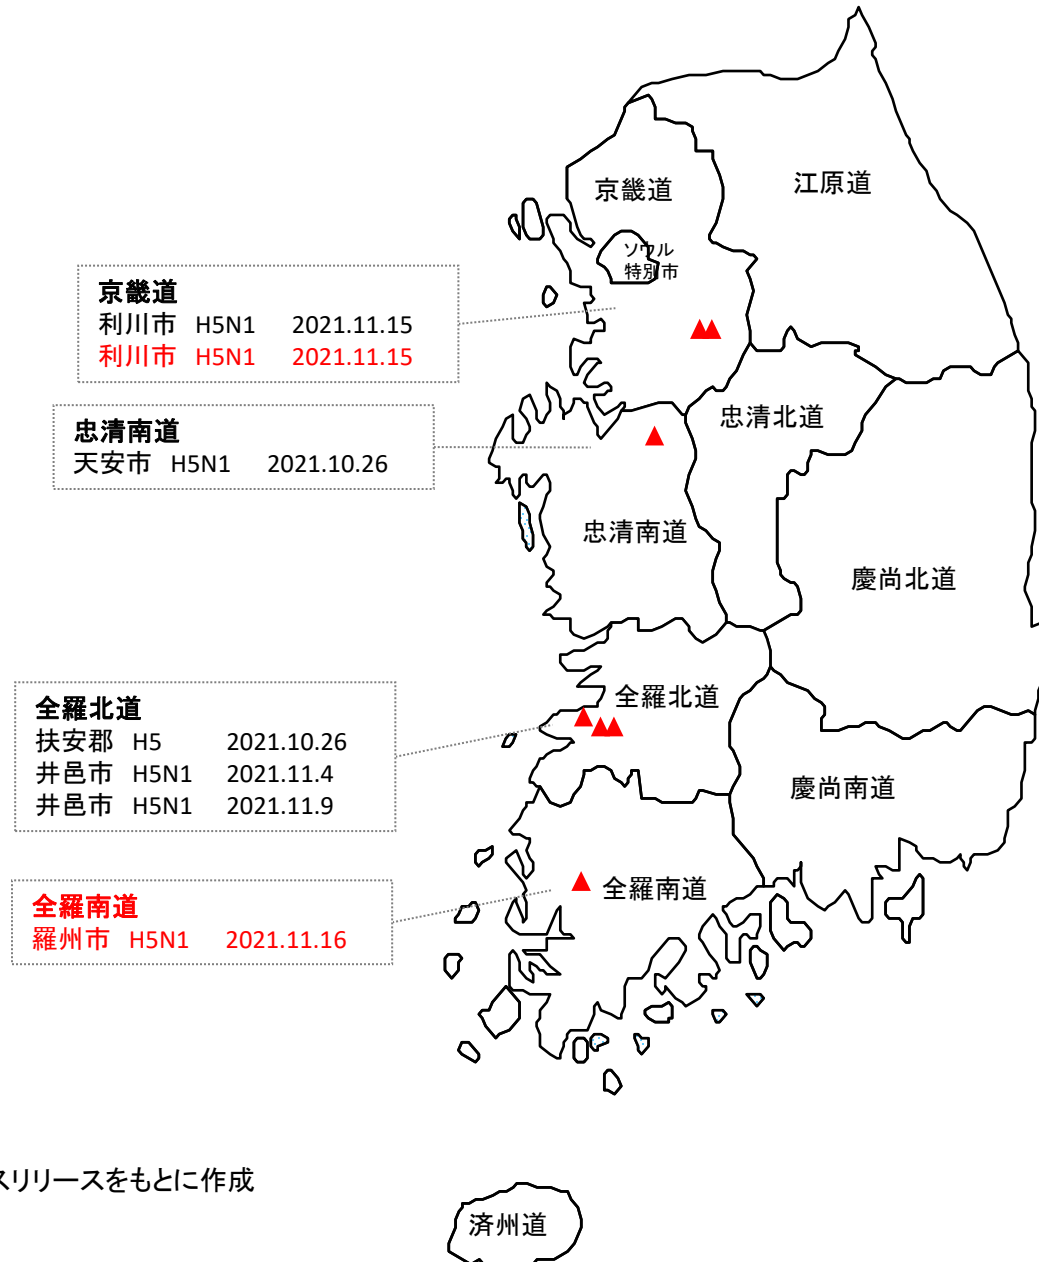 京畿道
江原道
ソウル
特別市
京畿道
利川市 H5N1 2021.11.15
利川市 H5N1 2021.11.15
忠清北道
忠清南道
天安市 H5N1 2021.10.26
忠清南道
慶尚北道
全羅北道
全羅北道
扶安郡 H5 2021.10.26
井邑市 H5N1 2021.11.4
井邑市 H5N1 2021.11.9
慶尚南道
全羅南道
全羅南道
羅州市 H5N1 2021.11.16
スリリースをもとに作成
済州道